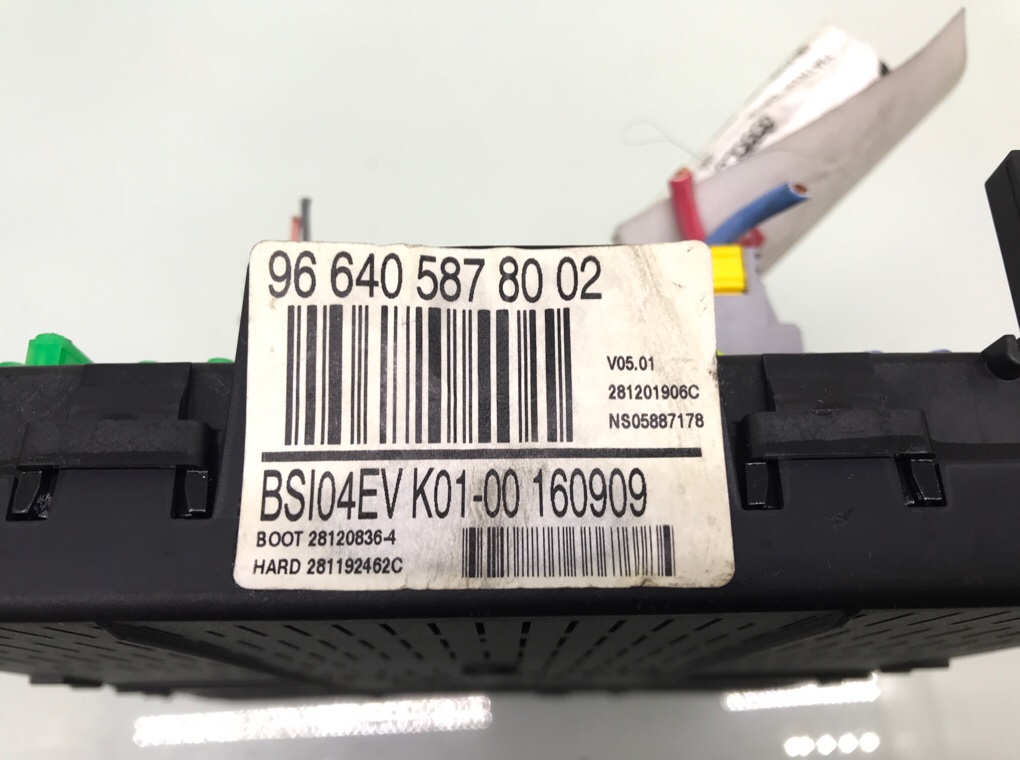 96 640 587 80 02
V05.01
281201906C
NS05887178
BSI04EV K01-00 160909
BOOT 28120836-4
HARD 281192462C